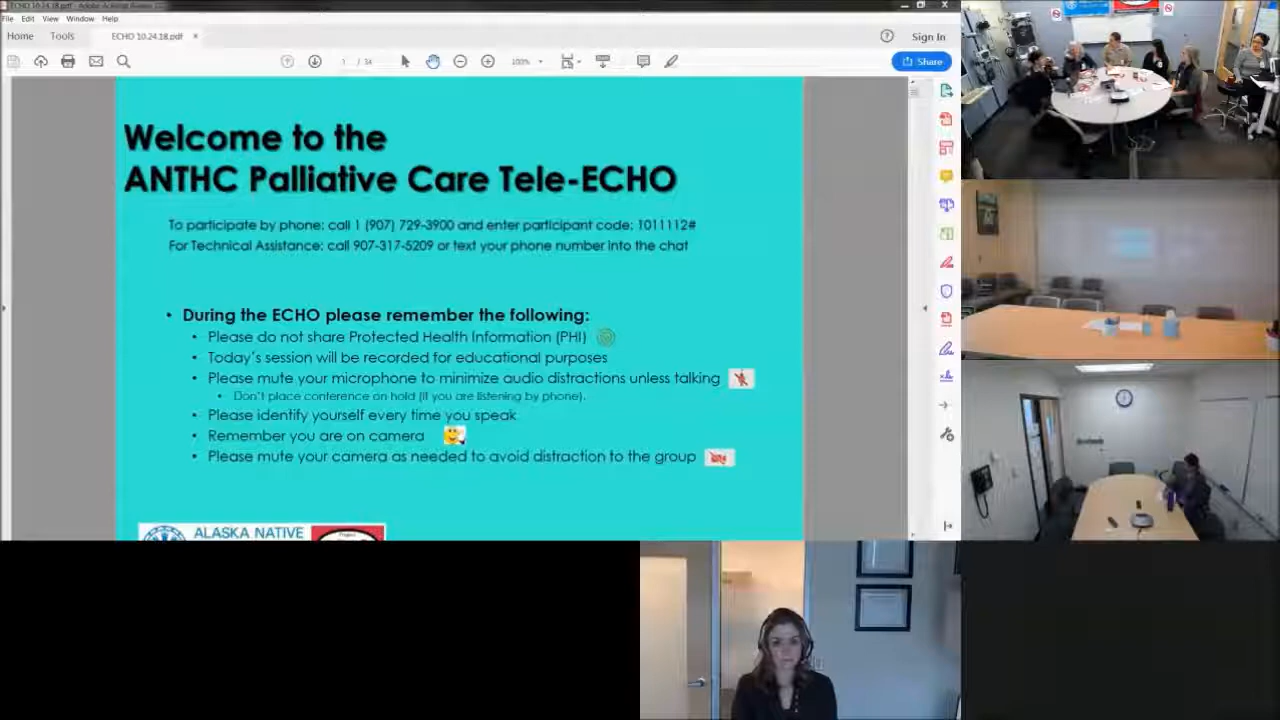 File Edit View Window Help
Home Tools ECHO 10.24.18.pdf × Sign In
1 / 34 100% Share
Welcome to the
ANTHC Palliative Care Tele-ECHO
To participate by phone: call 1 (907) 729-3900 and enter participant code: 1011112#
For Technical Assistance: call 907-317-5209 or text your phone number into the chat
• During the ECHO please remember the following:
• Please do not share Protected Health Information (PHI)
• Today's session will be recorded for educational purposes
• Please mute your microphone to minimize audio distractions unless talking
• Don't place conference on hold (if you are listening by phone).
• Please identify yourself every time you speak
• Remember you are on camera
• Please mute your camera as needed to avoid distraction to the group
ALASKA NATIVE